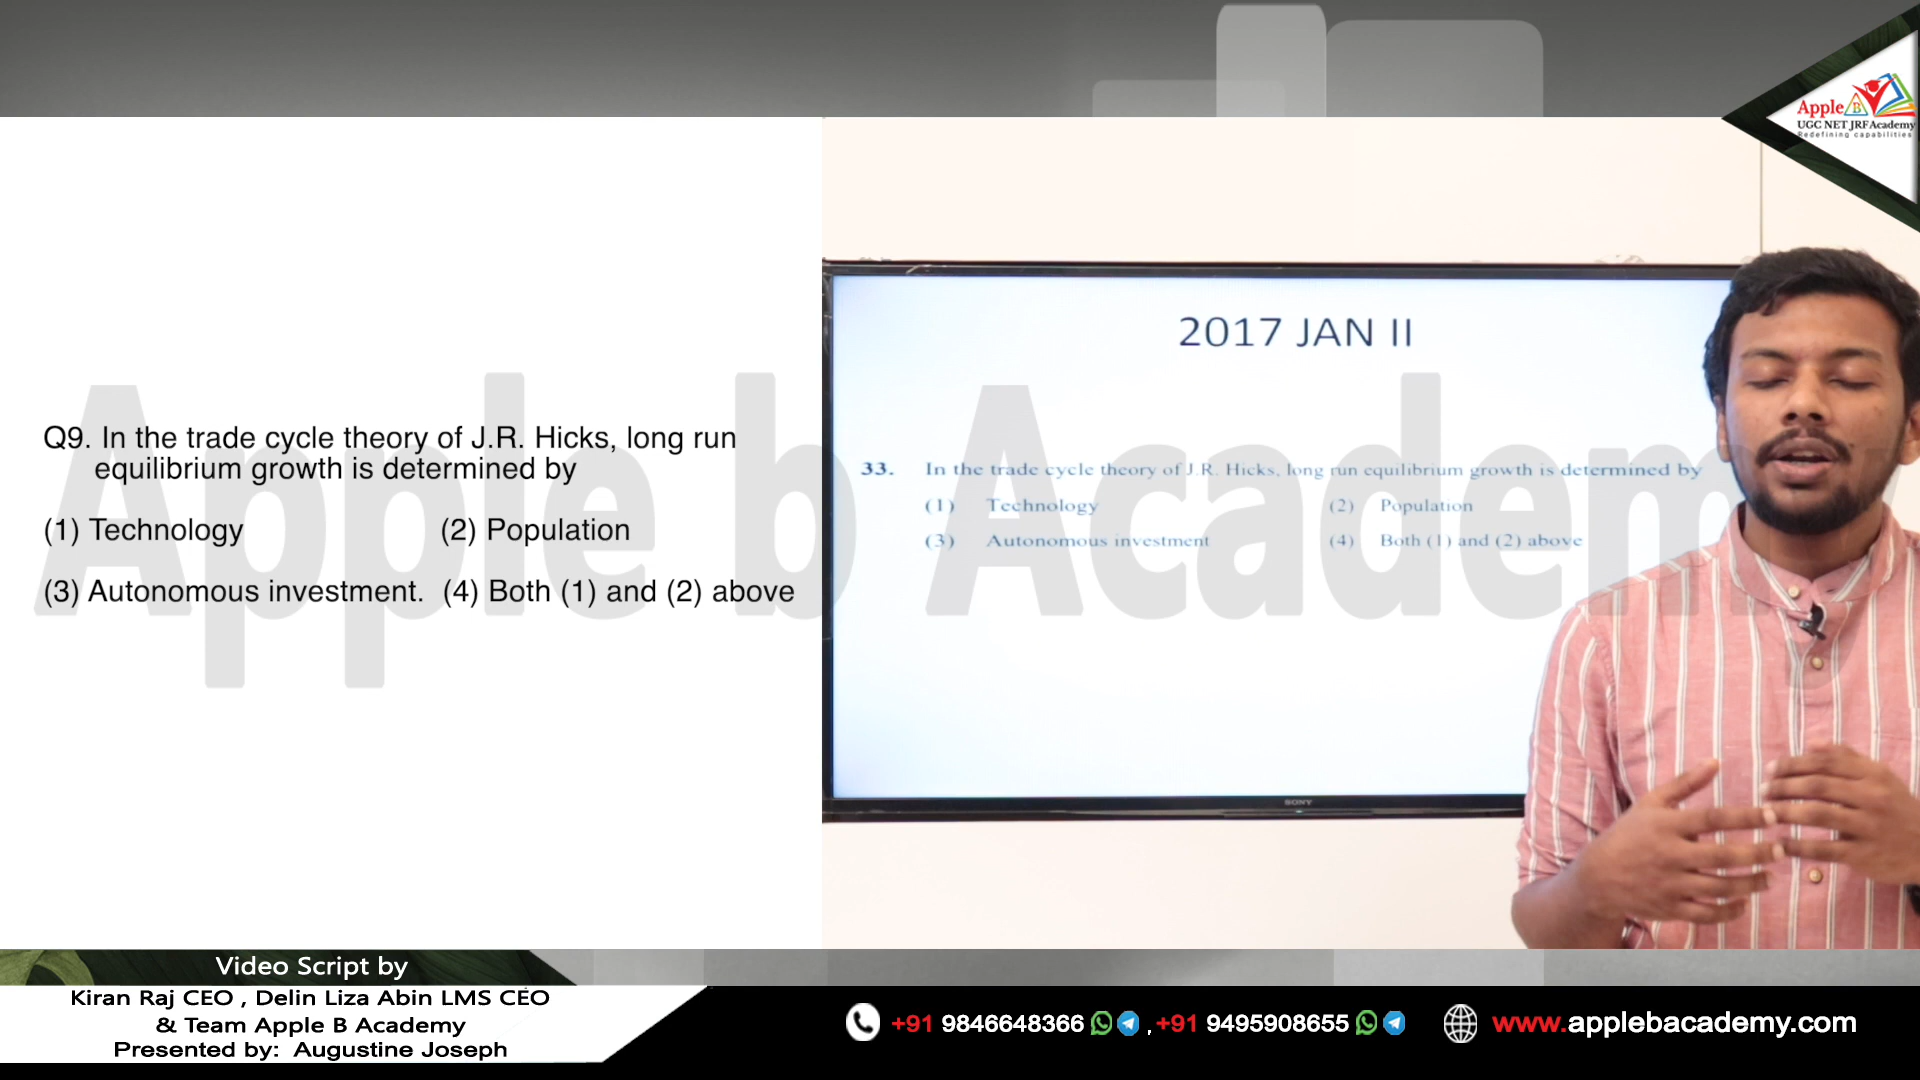 Apple B
UGC NET JRF Academy
Redefining capabilities
2017 JAN II
Q9. In the trade cycle theory of J.R. Hicks, long run
equilibrium growth is determined by
(1) Technology (2) Population
(3) Autonomous investment. (4) Both (1) and (2) above
33. In the trade cycle theory of J.R. Hicks, long run equilibrium growth is determined by
(1) Technology (2) Population
(3) Autonomous investment (4) Both (1) and (2) above
Apple b Academy
SONY
Video Script by
Kiran Raj CEO , Delin Liza Abin LMS CEO
& Team Apple B Academy
Presented by: Augustine Joseph
+91 9846648366 , +91 9495908655 www.applebacademy.com